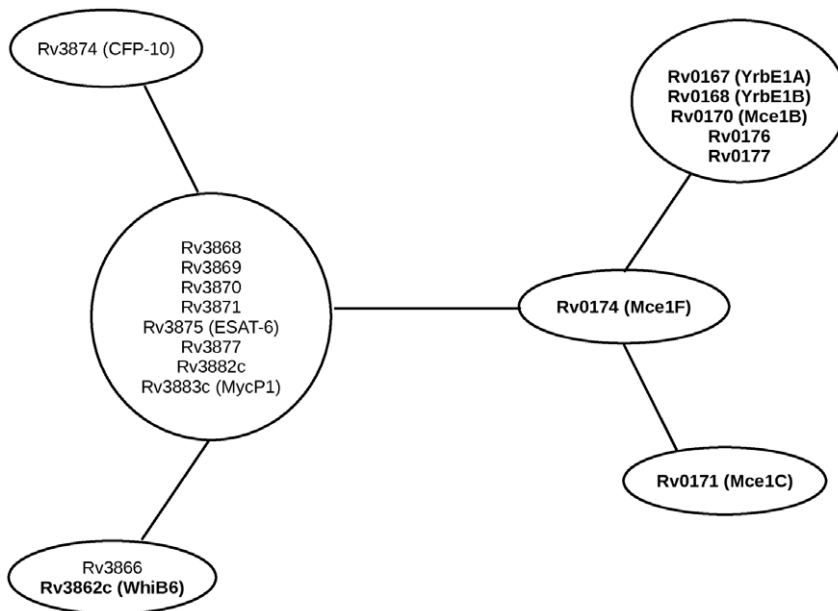 Rv3874 (CFP-10)
Rv0167 (YrbE1A)
Rv0168 (YrbE1B)
Rv0170 (Mce1B)
Rv0176
Rv0177
Rv3868
Rv3869
Rv3870
Rv3871
Rv3875 (ESAT-6)
Rv3877
Rv3882c
Rv3883c (MycP1)
Rv0174 (Mce1F)
Rv0171 (Mce1C)
Rv3866
Rv3862c (WhiB6)